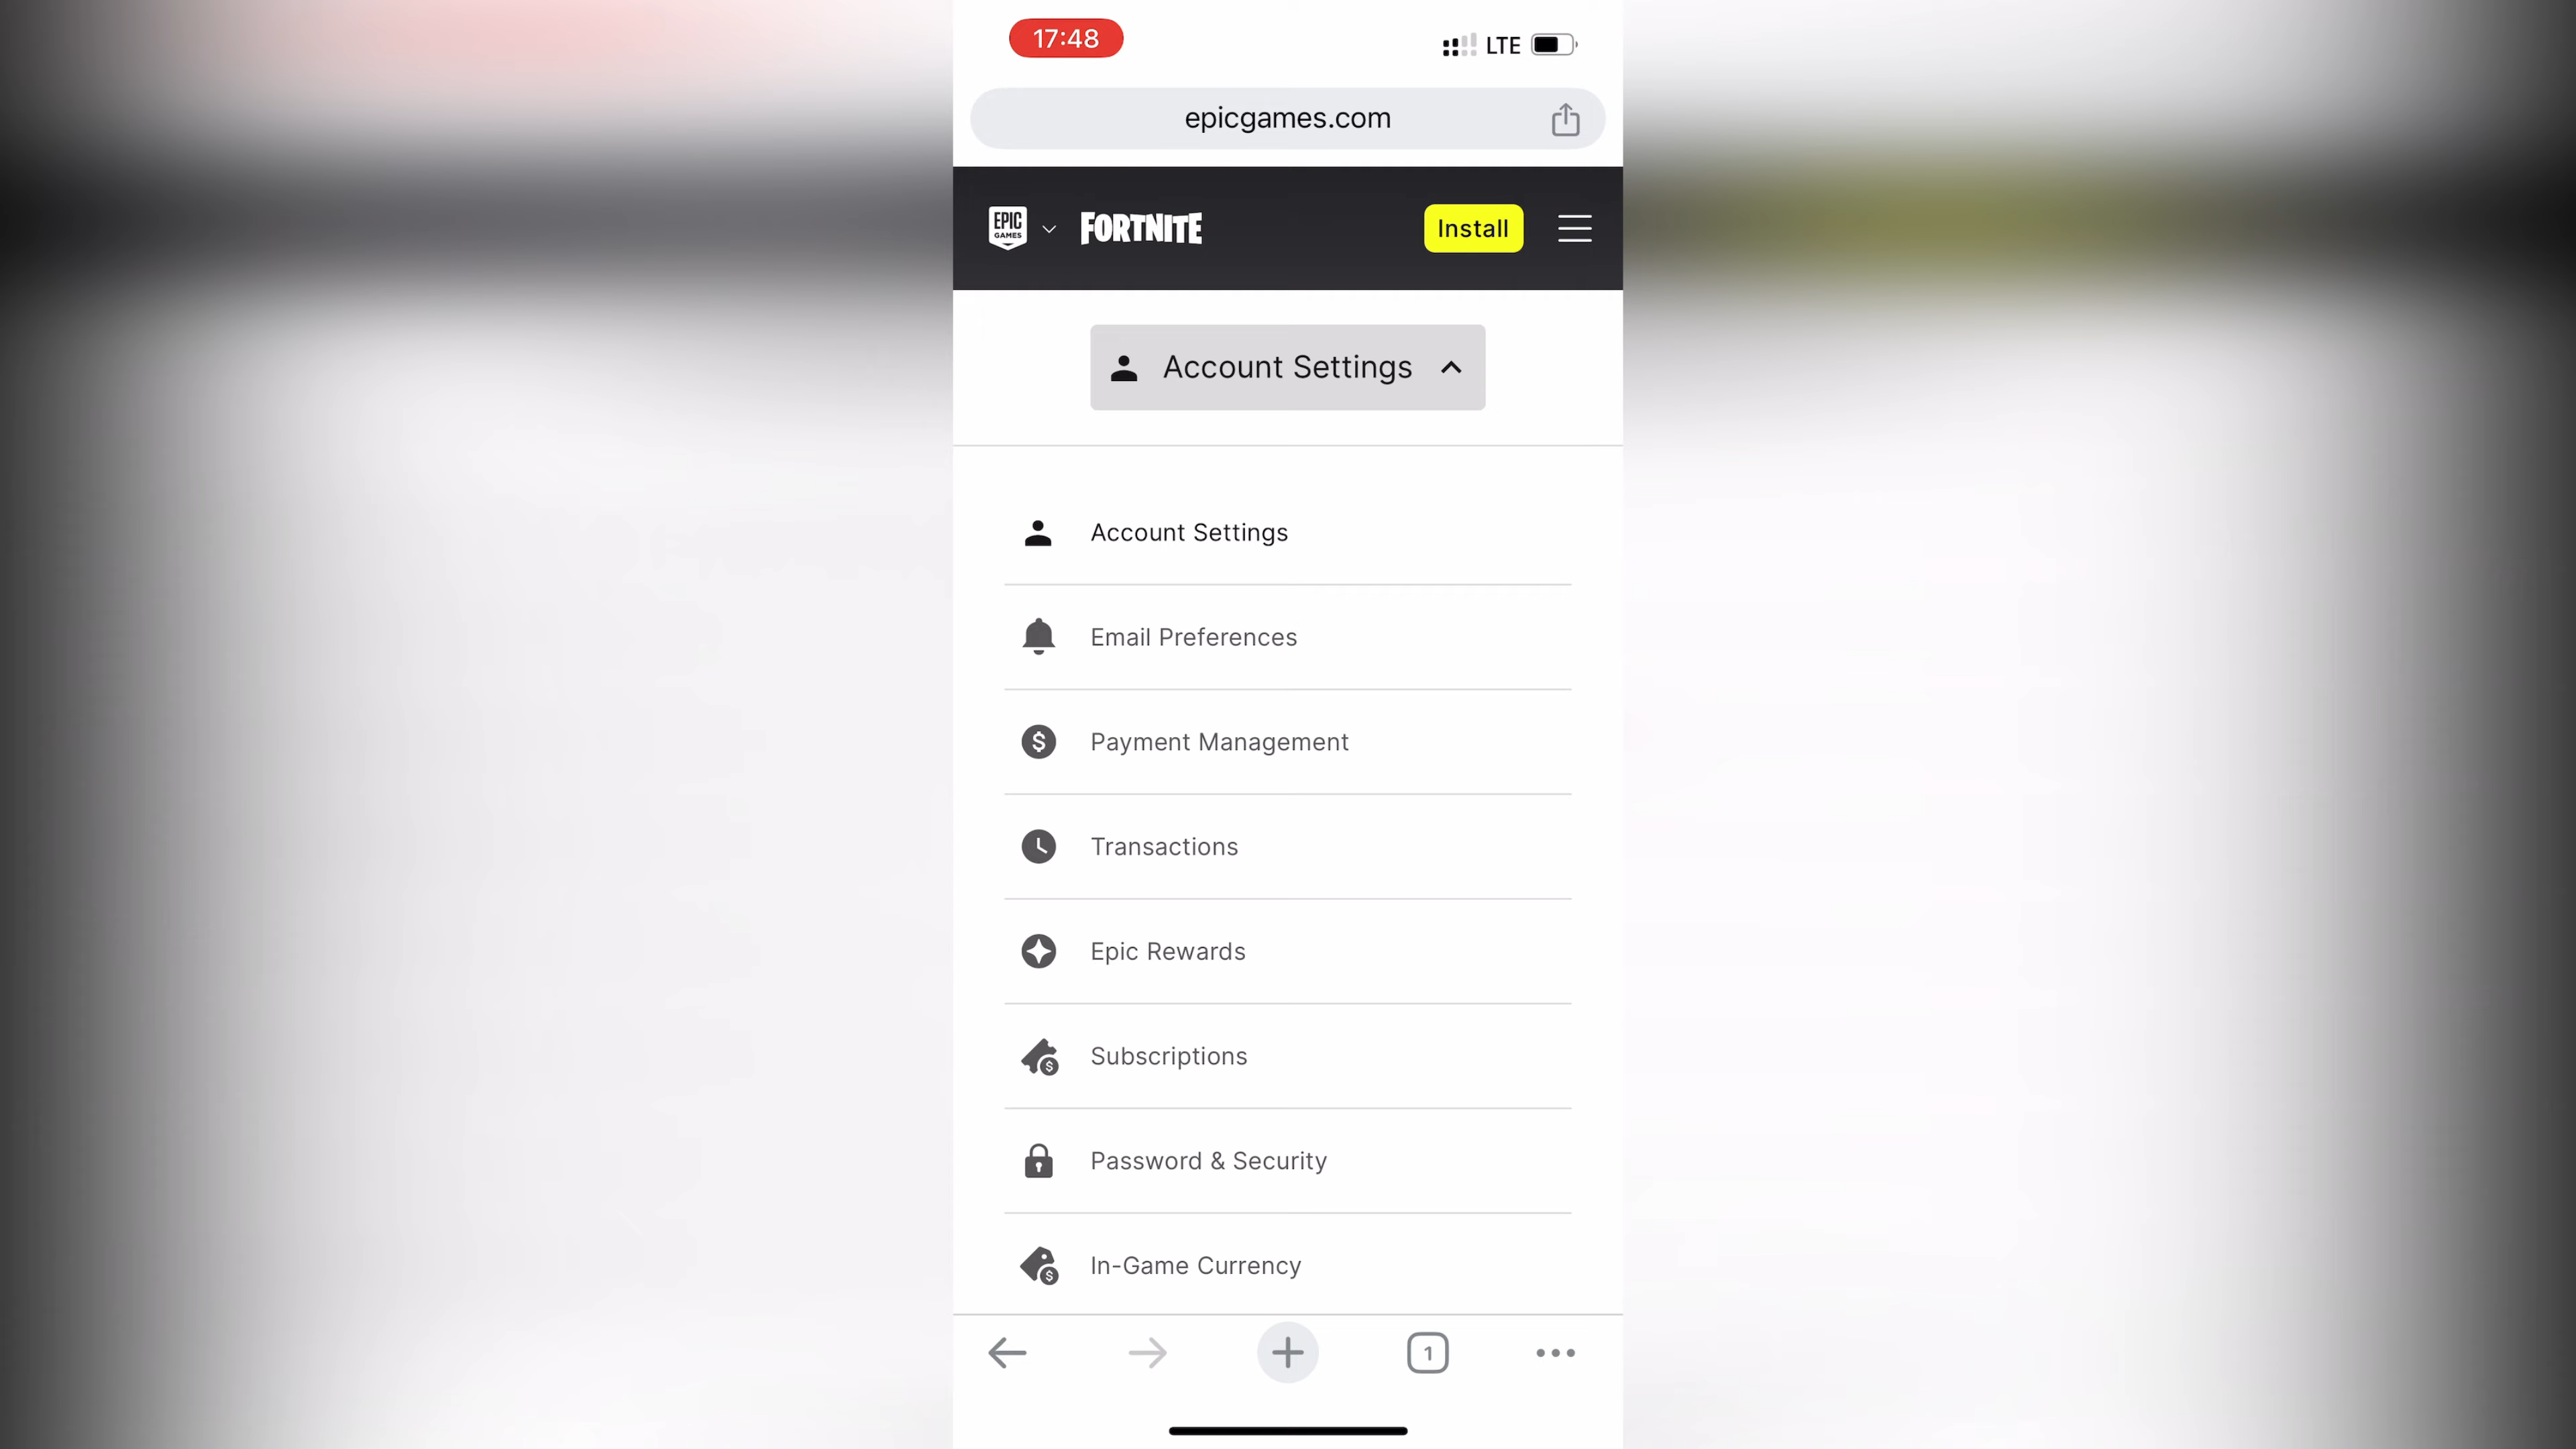 17:48
LTE
epicgames.com
EPIC
GAMES
FORTNITE
Install
Account Settings
Account Settings
Email Preferences
$
Payment Management
Transactions
Epic Rewards
$
Subscriptions
Password & Security
$
In-Game Currency
1